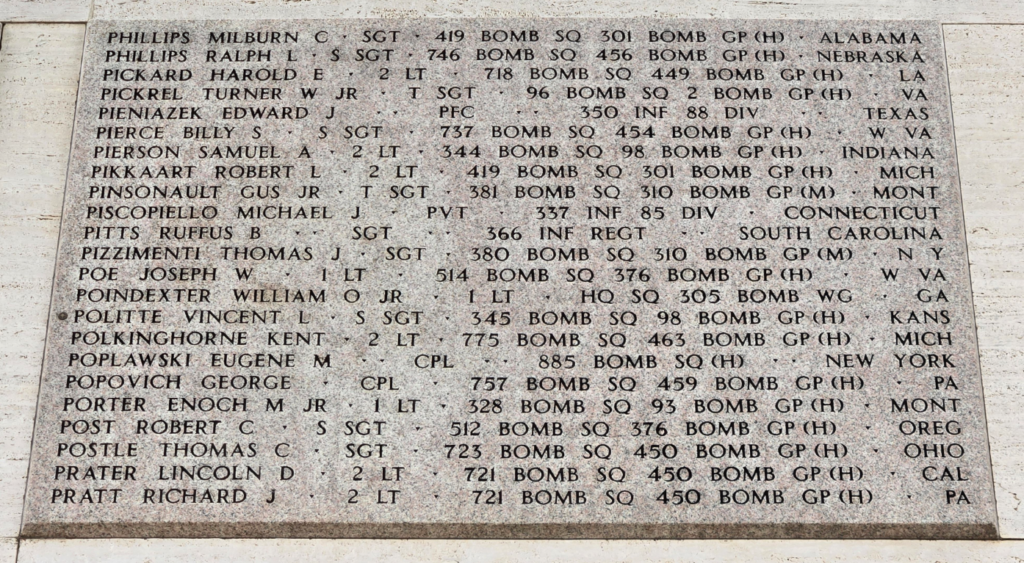 PHILLIPS MILBURN C · SGT · 419 BOMB SQ 301 BOMB GP (H) · ALABAMA
PHILLIPS RALPH L · S SGT · 746 BOMB SQ 456 BOMB GP (H) · NEBRASKA
PICKARD HAROLD E · 2 LT · 718 BOMB SQ 449 BOMB GP (H) · LA
PICKREL TURNER W JR · T SGT · 96 BOMB SQ 2 BOMB GP (H) · VA
PIENIAZEK EDWARD J · · PFC · · 350 INF 88 DIV · · TEXAS
PIERCE BILLY S · S SGT · 737 BOMB SQ 454 BOMB GP (H) · W VA
PIERSON SAMUEL A · 2 LT · 344 BOMB SQ 98 BOMB GP (H) · INDIANA
PIKKAART ROBERT L · 2 LT · 419 BOMB SQ 301 BOMB GP (H) · MICH
PINSONAULT GUS JR · T SGT · 381 BOMB SQ 310 BOMB GP (M) · MONT
PISCOPIELLO MICHAEL J · PVT · 337 INF 85 DIV · CONNECTICUT
PITTS RUFFUS B · · SGT · · 366 INF REGT · · SOUTH CAROLINA
PIZZIMENTI THOMAS J · SGT · 380 BOMB SQ 310 BOMB GP (M) · N Y
POE JOSEPH W · 1 LT · 514 BOMB SQ 376 BOMB GP (H) · W VA
POINDEXTER WILLIAM O JR · 1 LT · HQ SQ 305 BOMB WG · GA
POLITTE VINCENT L · S SGT · 345 BOMB SQ 98 BOMB GP (H) · KANS
POLKINGHORNE KENT · 2 LT · 775 BOMB SQ 463 BOMB GP (H) · MICH
POPLAWSKI EUGENE M · · CPL · · 885 BOMB SQ (H) · · NEW YORK
POPOVICH GEORGE · CPL · 757 BOMB SQ 459 BOMB GP (H) · PA
PORTER ENOCH M JR · 1 LT · 328 BOMB SQ 93 BOMB GP (H) · MONT
POST ROBERT C · S SGT · 512 BOMB SQ 376 BOMB GP (H) · OREG
POSTLE THOMAS C · SGT · 723 BOMB SQ 450 BOMB GP (H) · OHIO
PRATER LINCOLN D · 2 LT · 721 BOMB SQ 450 BOMB GP (H) · CAL
PRATT RICHARD J · 2 LT · 721 BOMB SQ 450 BOMB GP (H) · PA